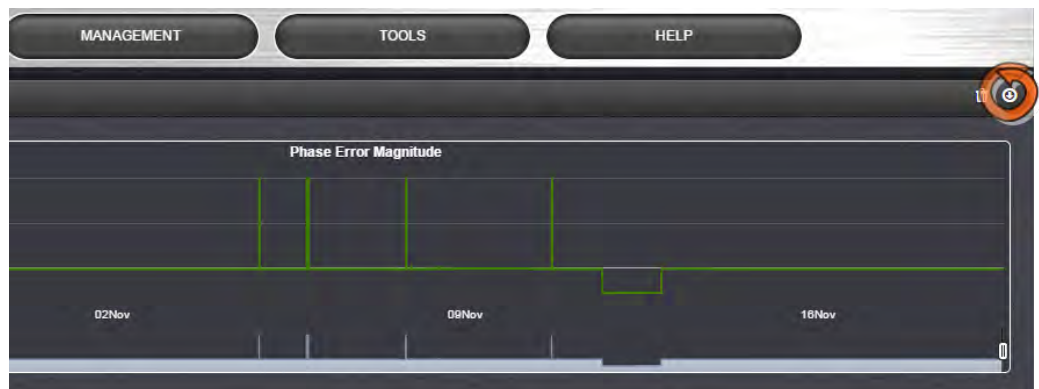 MANAGEMENT
TOOLS
HELP
Phase Error Magnitude
02Nov
09Nov
16Nov